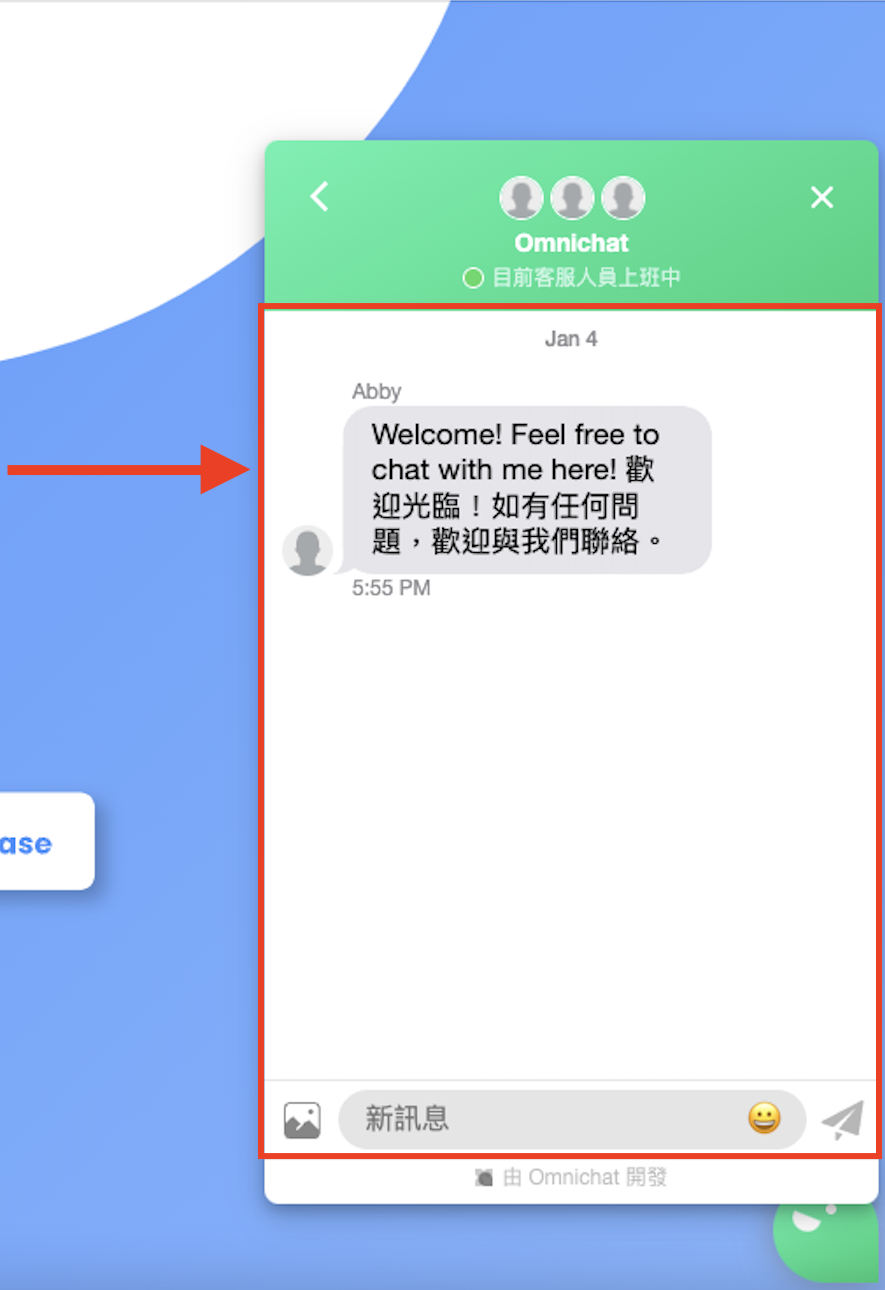 Omnichat
目前客服人員上班中
Jan 4
Abby
Welcome! Feel free to
chat with me here! 歡
迎光臨！如有任何問
題，歡迎與我們聯絡。
5:55 PM
ase
新訊息
由 Omnichat 開發